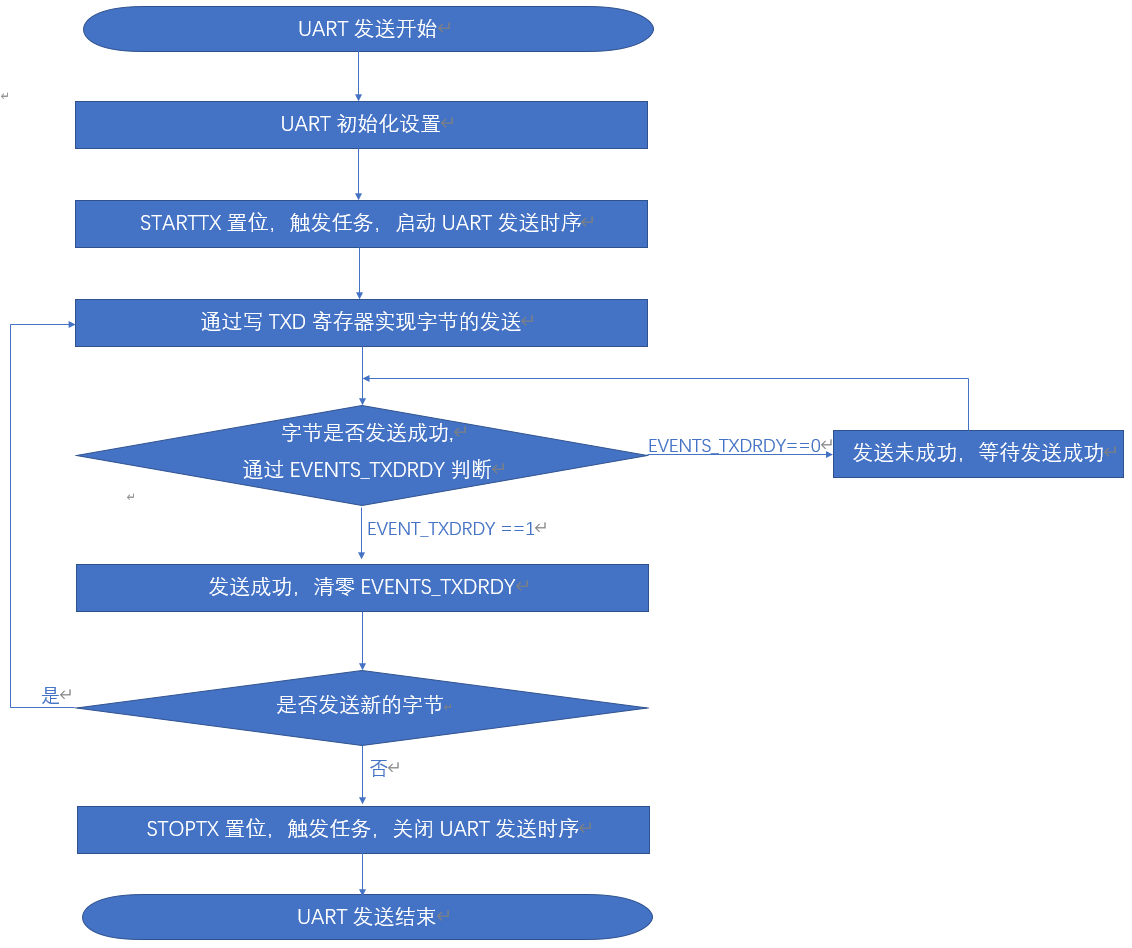 UART 发送开始
UART 初始化设置
STARTTX 置位，触发任务，启动 UART 发送时序
通过写 TXD 寄存器实现字节的发送
字节是否发送成功,
通过 EVENTS_TXDRDY 判断
EVENTS_TXDRDY==0
发送未成功，等待发送成功
EVENT_TXDRDY ==1
发送成功，清零 EVENTS_TXDRDY
是
是否发送新的字节
否
STOPTX 置位，触发任务，关闭 UART 发送时序
UART 发送结束